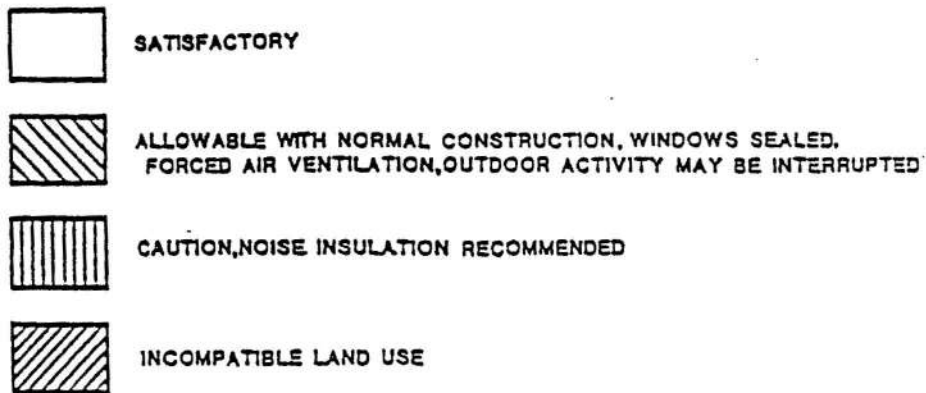 SATISFACTORY
ALLOWABLE WITH NORMAL CONSTRUCTION, WINDOWS SEALED,
FORCED AIR VENTILATION,OUTDOOR ACTIVITY MAY BE INTERRUPTED
CAUTION,NOISE INSULATION RECOMMENDED
INCOMPATIBLE LAND USE